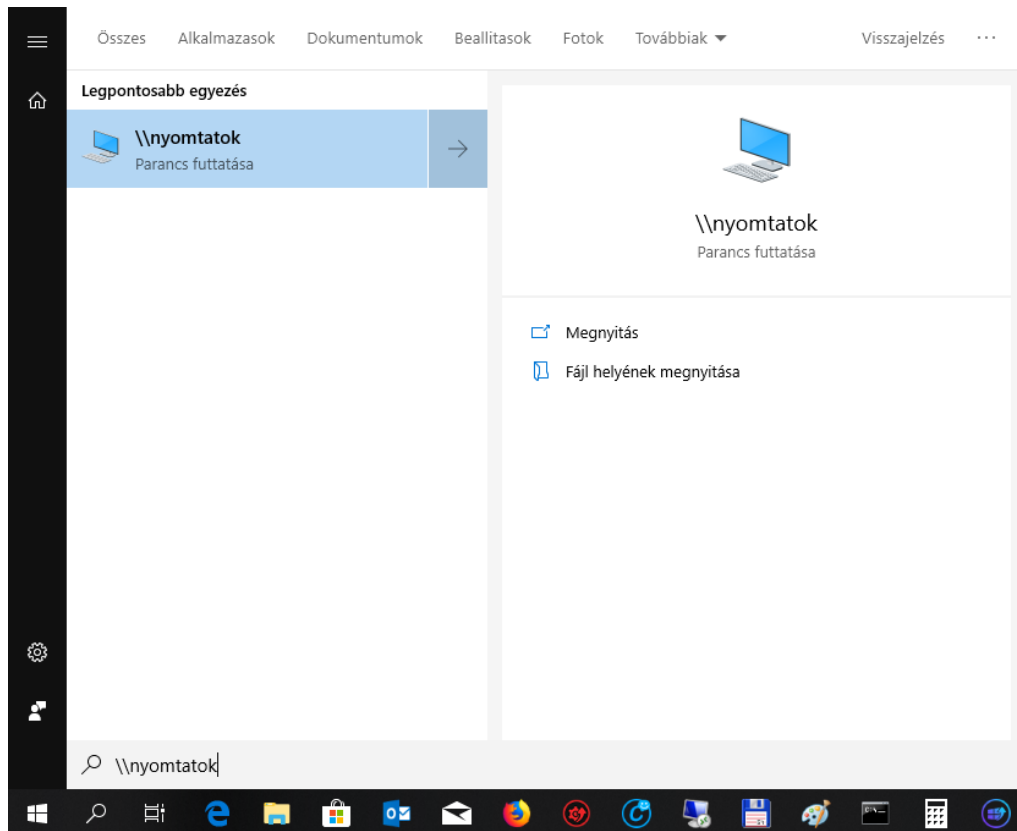 Összes Alkalmazasok Dokumentumok Beallitasok Fotok Továbbiak Visszajelzés ...
Legpontosabb egyezés
\\nyomtatok
Parancs futtatása
\\nyomtatok
Parancs futtatása
Megnyitás
Fájl helyének megnyitása
\\nyomtatok